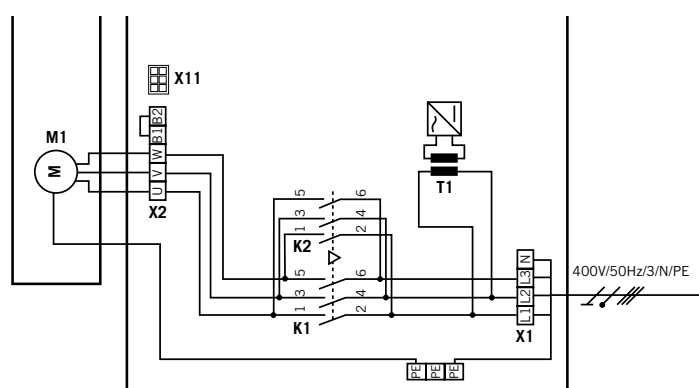 X11
M1
M
B2
B1
W
V
U
X2
T1
5 6
3 4
1 2
K2
5 6
3 4
1 2
K1
N
L3
L2
L1
X1
400V/50Hz/3/N/PE
PE PE PE